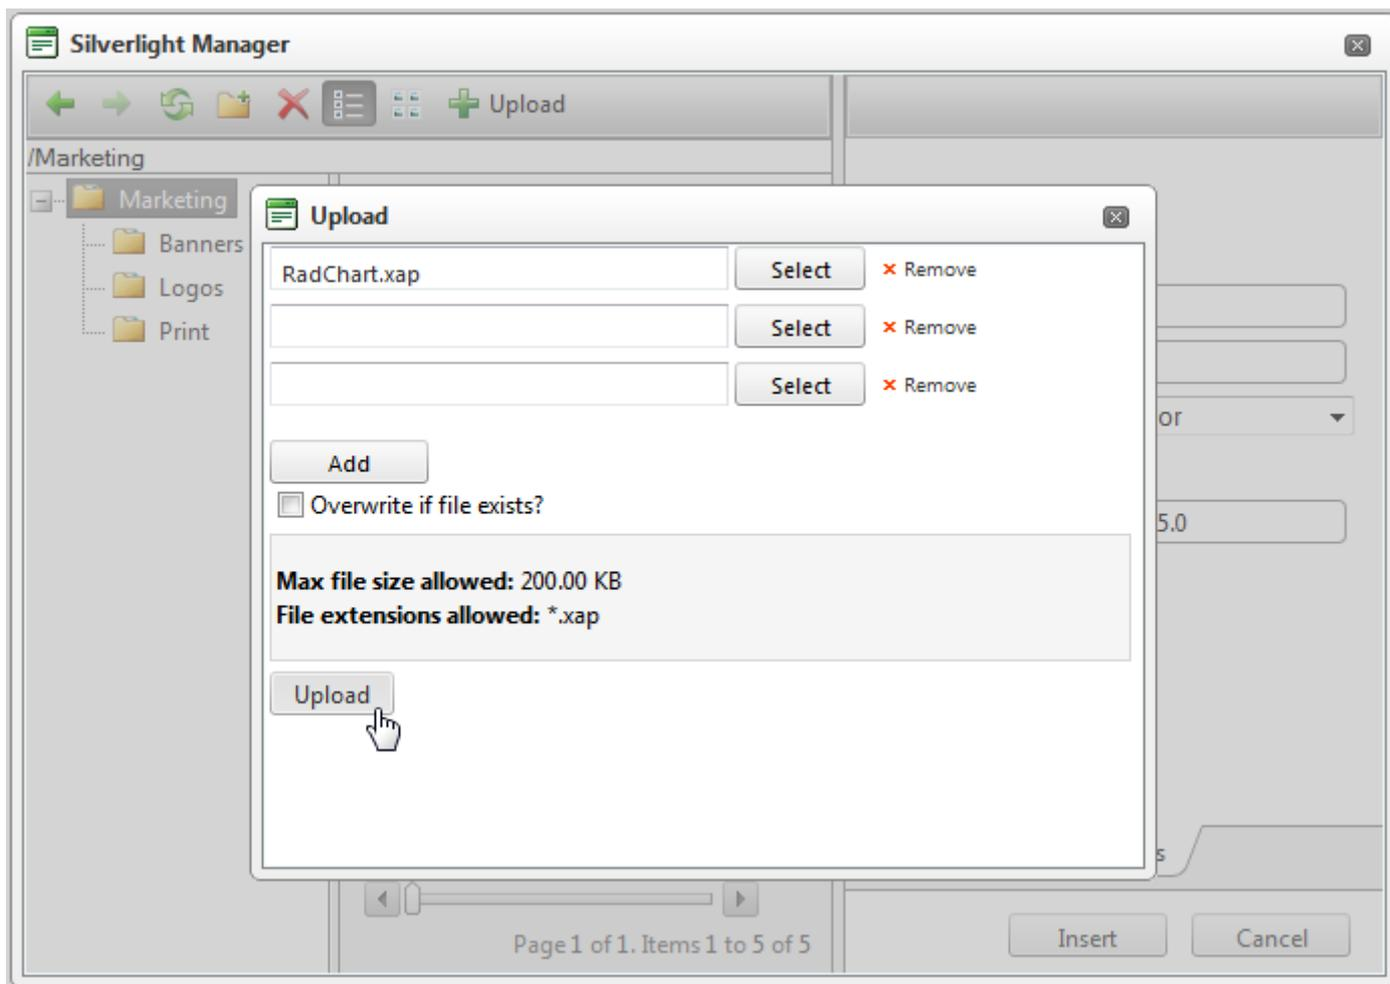 Silverlight Manager
Upload
/Marketing
Marketing
Banners
Logos
Print
Upload
RadChart.xap Select × Remove
Select × Remove
Select × Remove
Add
Overwrite if file exists?
Max file size allowed: 200.00 KB
File extensions allowed: *.xap
Upload
or
5.0
s
Page 1 of 1. Items 1 to 5 of 5
Insert Cancel